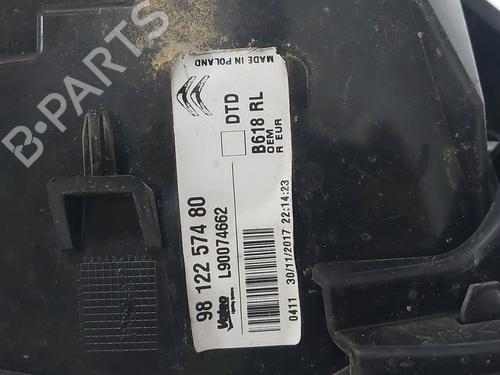 MADE IN POLAND
DTD
B618 RL
OEM
R EUR
98 122 574 80
L90074662
Valeo
0411 30/11/2017 22:14:23
B-PARTS